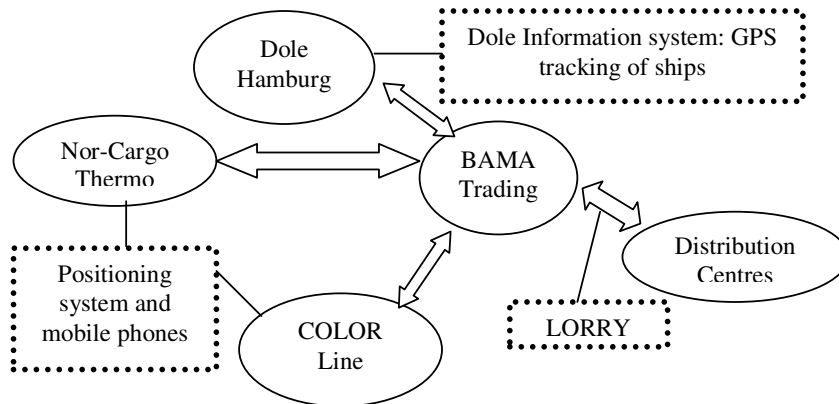 Dole
Hamburg
Dole Information system: GPS
tracking of ships
Nor-Cargo
Thermo
BAMA
Trading
Distribution
Centres
Positioning
system and
mobile phones
COLOR
Line
LORRY